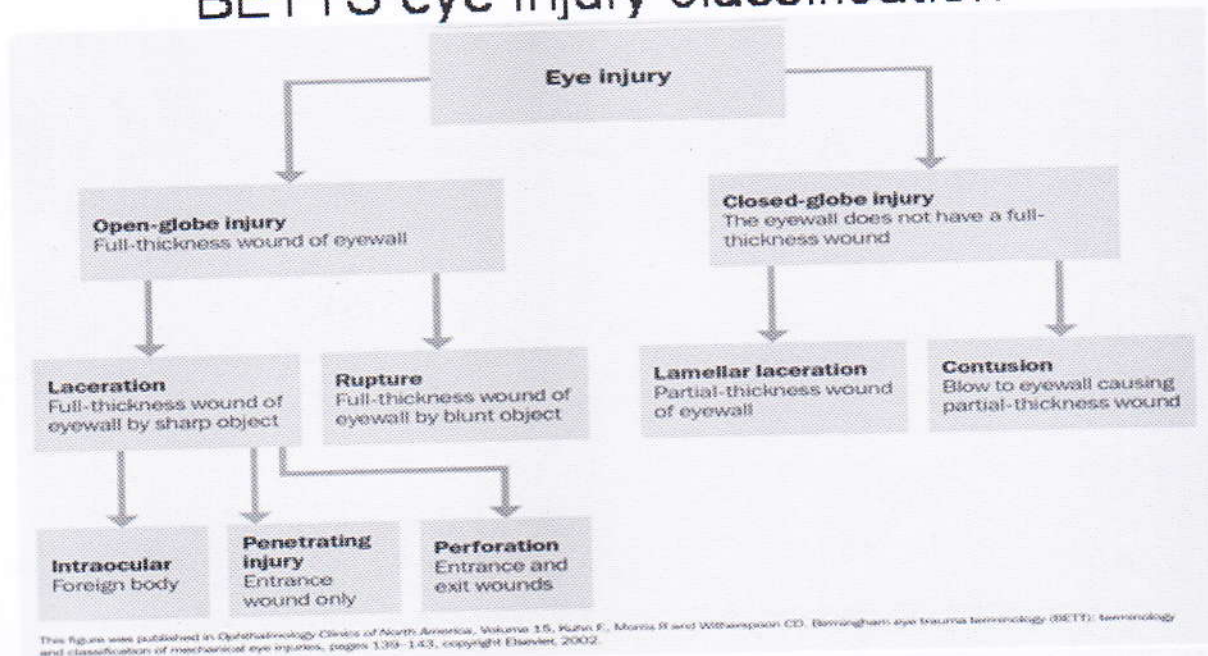 BETTS eye injury classification
Eye injury
Open-globe injury
Full-thickness wound of eyewall
Closed-globe injury
The eyewall does not have a full-
thickness wound
Laceration
Full-thickness wound of
eyewall by sharp object
Rupture
Full-thickness wound of
eyewall by blunt object
Lamellar laceration
Partial-thickness wound
of eyewall
Contusion
Blow to eyewall causing
partial-thickness wound
Intraocular
Foreign body
Penetrating
injury
Entrance
wound only
Perforation
Entrance and
exit wounds
This figure was published in Ophthalmology Clinics of North America, Volume 15, Kuhn F, Morris R and Witherspoon CD. Birmingham eye trauma terminology (BETT): terminology
and classification of mechanical eye injuries, pages 139–143, copyright Elsevier, 2002.